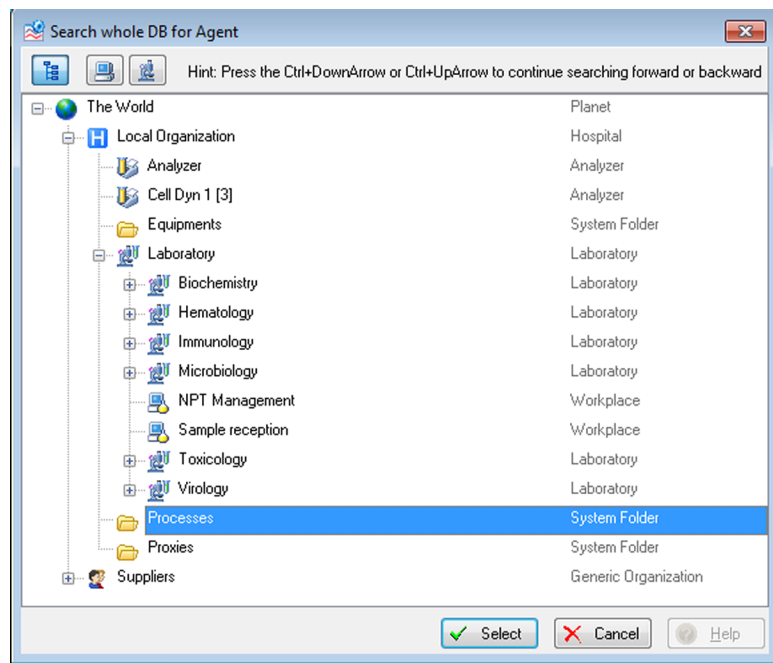 Search whole DB for Agent
Hint: Press the Ctrl+DownArrow or Ctrl+UpArrow to continue searching forward or backward
The World Planet
H Local Organization Hospital
Analyzer Analyzer
Cell Dyn 1 [3] Analyzer
Equipments System Folder
Laboratory Laboratory
Biochemistry Laboratory
Hematology Laboratory
Immunology Laboratory
Microbiology Laboratory
NPT Management Workplace
Sample reception Workplace
Toxicology Laboratory
Virology Laboratory
Processes System Folder
Proxies System Folder
Suppliers Generic Organization
Select Cancel Help